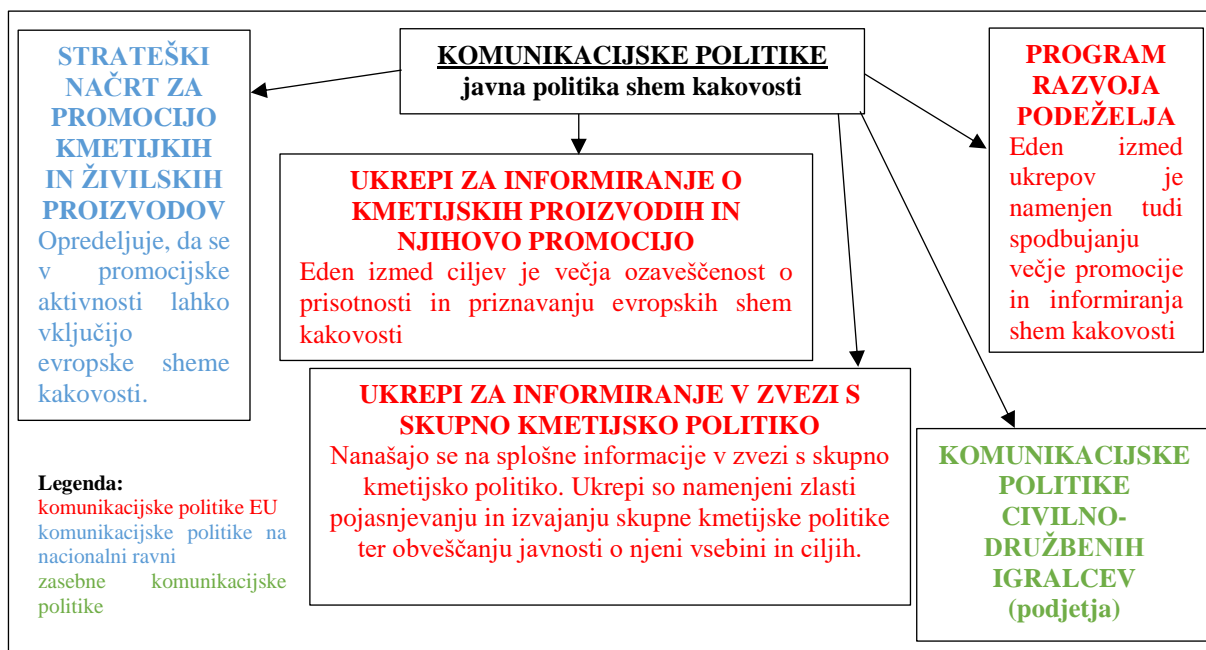 KOMUNIKACIJSKE POLITIKE
javna politika shem kakovosti
STRATEŠKI
NAČRT ZA
PROMOCIJO
KMETIJKIH
IN ŽIVILSKIH
PROIZVODOV
Opredeljuje, da se
v promocijske
aktivnosti lahko
vključijo
evropske sheme
kakovosti.
UKREPI ZA INFORMIRANJE O
KMETIJSKIH PROIZVODIH IN
NJIHOVO PROMOCIJO
Eden izmed ciljev je večja ozaveščenost o
prisotnosti in priznavanju evropskih shem
kakovosti
PROGRAM
RAZVOJA
PODEŽELJA
Eden izmed
ukrepov je
namenjen tudi
spodbujanju
večje promocije
in informiranja
shem kakovosti
UKREPI ZA INFORMIRANJE V ZVEZI S
SKUPNO KMETIJSKO POLITIKO
Nanašajo se na splošne informacije v zvezi s skupno
kmetijsko politiko. Ukrepi so namenjeni zlasti
pojasnjevanju in izvajanju skupne kmetijske politike
ter obveščanju javnosti o njeni vsebini in ciljih.
KOMUNIKACIJSKE
POLITIKE
CIVILNO-
DRUŽBENIH
IGRALCEV
(podjetja)
Legenda:
komunikacijske politike EU
komunikacijske politike na
nacionalni ravni
zasebne komunikacijske
politike